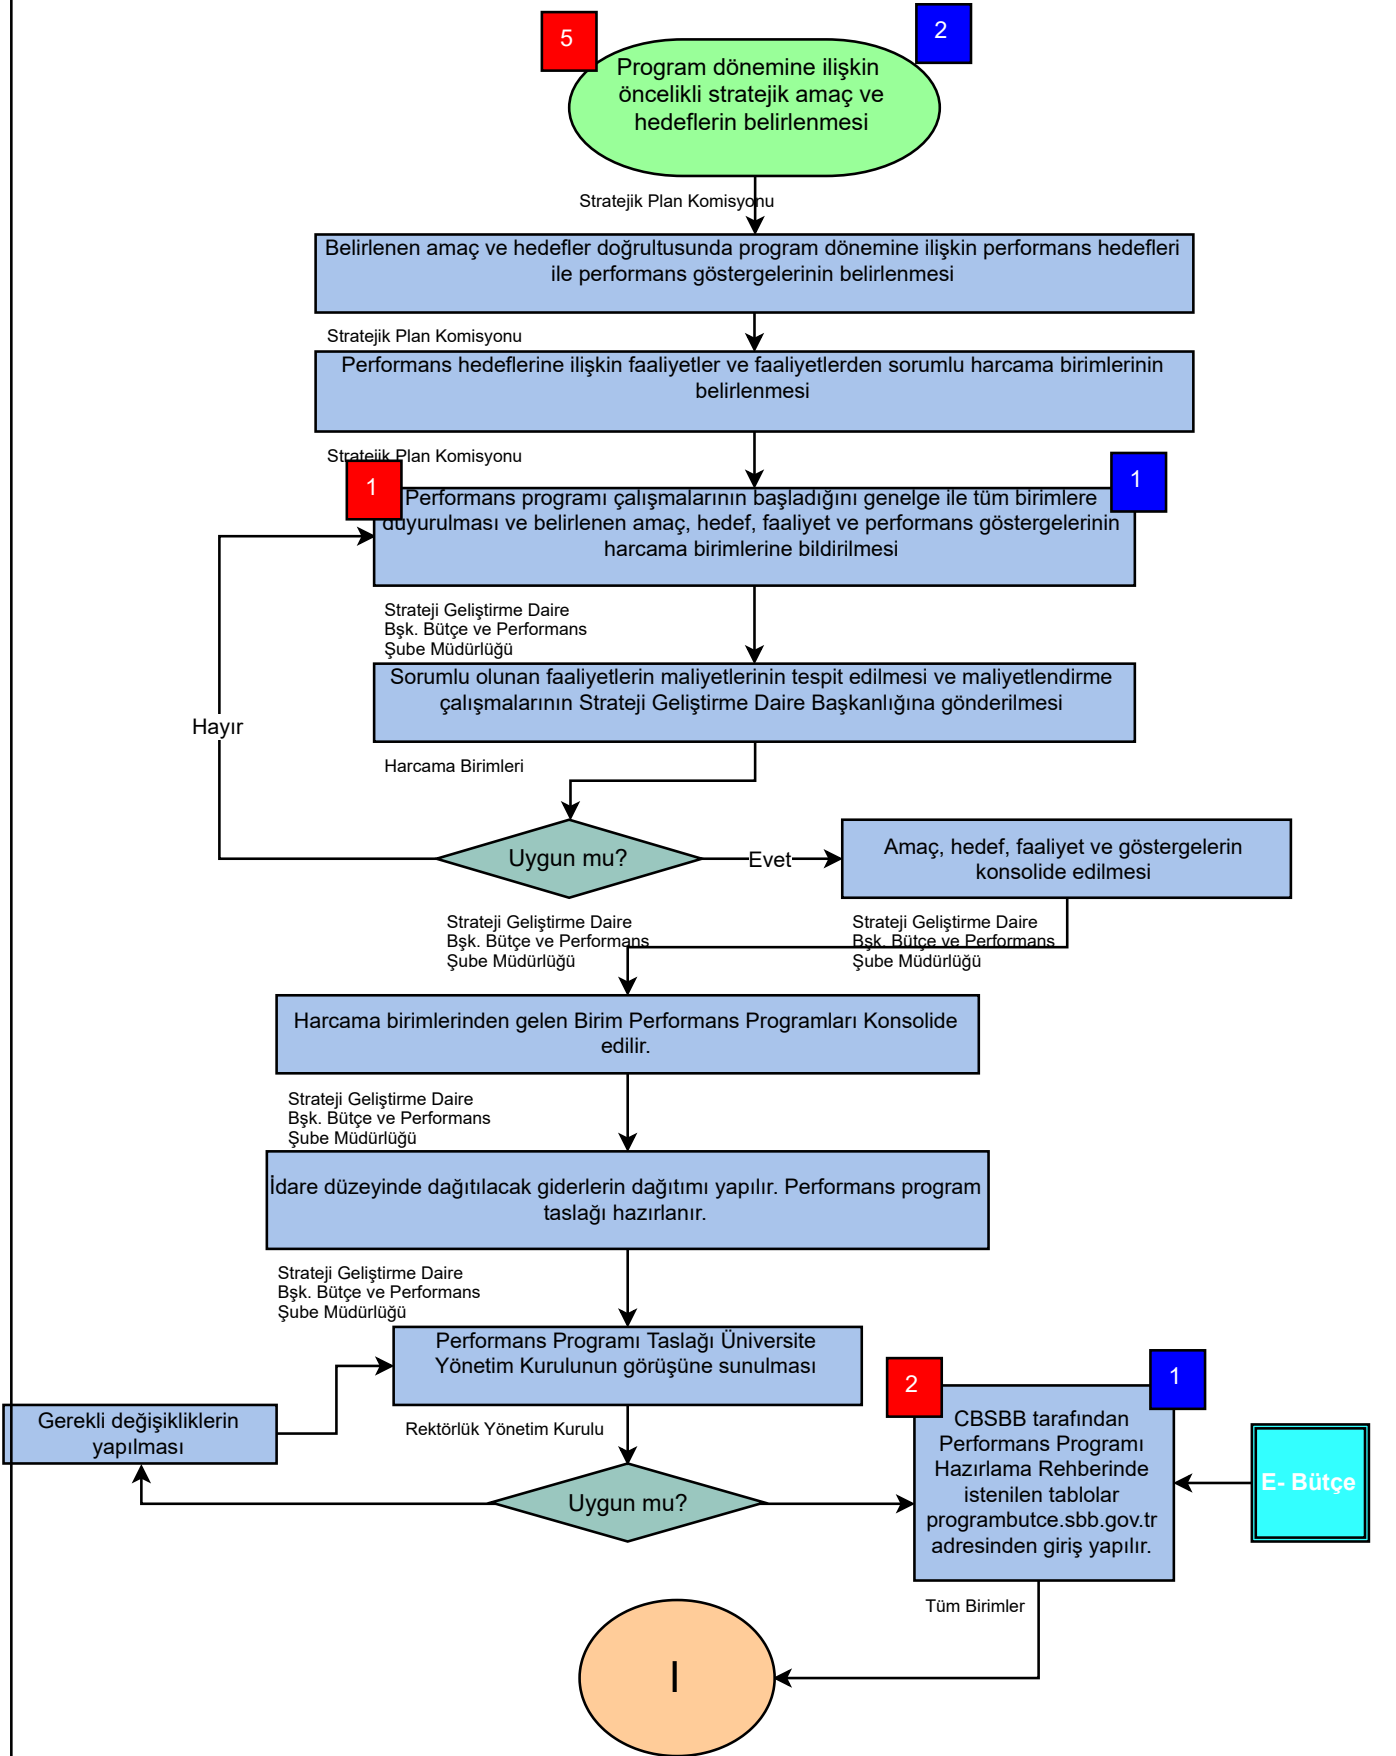 5
2
Program dönemine ilişkin
öncelikli stratejik amaç ve
hedeflerin belirlenmesi
Stratejik Plan Komisyonu
Belirlenen amaç ve hedefler doğrultusunda program dönemine ilişkin performans hedefleri
ile performans göstergelerinin belirlenmesi
Stratejik Plan Komisyonu
Performans hedeflerine ilişkin faaliyetler ve faaliyetlerden sorumlu harcama birimlerinin
belirlenmesi
Stratejik Plan Komisyonu
1
1
Performans programı çalışmalarının başladığını genelge ile tüm birimlere
duyurulması ve belirlenen amaç, hedef, faaliyet ve performans göstergelerinin
harcama birimlerine bildirilmesi
Strateji Geliştirme Daire
Bşk. Bütçe ve Performans
Şube Müdürlüğü
Sorumlu olunan faaliyetlerin maliyetlerinin tespit edilmesi ve maliyetlendirme
çalışmalarının Strateji Geliştirme Daire Başkanlığına gönderilmesi
Hayır
Harcama Birimleri
Uygun mu?
Evet
Amaç, hedef, faaliyet ve göstergelerin
konsolide edilmesi
Strateji Geliştirme Daire
Bşk. Bütçe ve Performans
Şube Müdürlüğü
Strateji Geliştirme Daire
Bşk. Bütçe ve Performans
Şube Müdürlüğü
Harcama birimlerinden gelen Birim Performans Programları Konsolide
edilir.
Strateji Geliştirme Daire
Bşk. Bütçe ve Performans
Şube Müdürlüğü
İdare düzeyinde dağıtılacak giderlerin dağıtımı yapılır. Performans program
taslağı hazırlanır.
Strateji Geliştirme Daire
Bşk. Bütçe ve Performans
Şube Müdürlüğü
Performans Programı Taslağı Üniversite
Yönetim Kurulunun görüşüne sunulması
Rektörlük Yönetim Kurulu
Gerekli değişikliklerin
yapılması
Uygun mu?
2
1
CBSBB tarafından
Performans Programı
Hazırlama Rehberinde
istenilen tablolar
programbutce.sbb.gov.tr
adresinden giriş yapılır.
E- Bütçe
Tüm Birimler
I